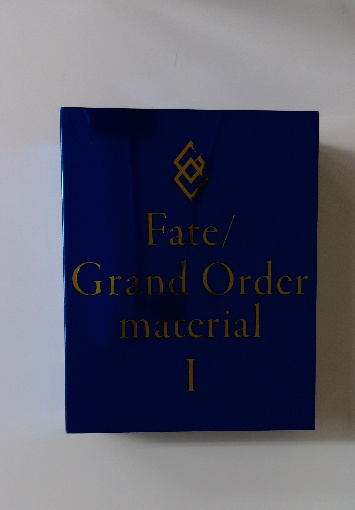 Fate/
Grand Order
material
I